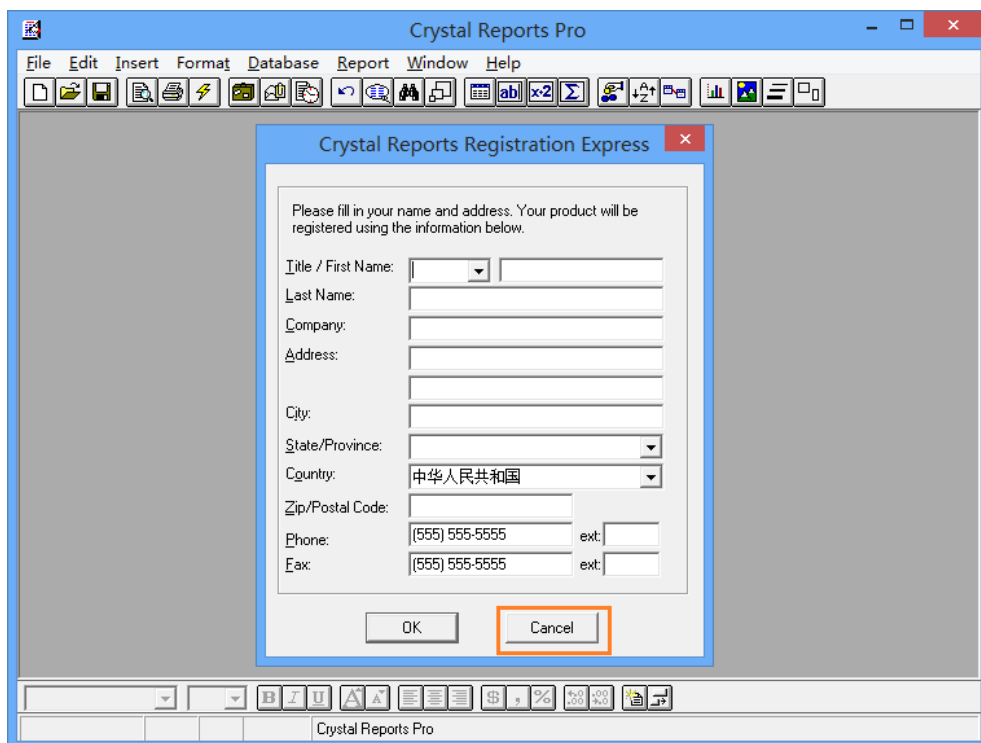 Crystal Reports Pro
File Edit Insert Format Database Report Window Help
Crystal Reports Registration Express
Please fill in your name and address. Your product will be
registered using the information below.
Title / First Name:
Last Name:
Company:
Address:
City:
State/Province:
Country: 中华人民共和国
Zip/Postal Code:
Phone: (555) 555-5555 ext:
Fax: (555) 555-5555 ext:
OK Cancel
B I U A A $ , %
Crystal Reports Pro